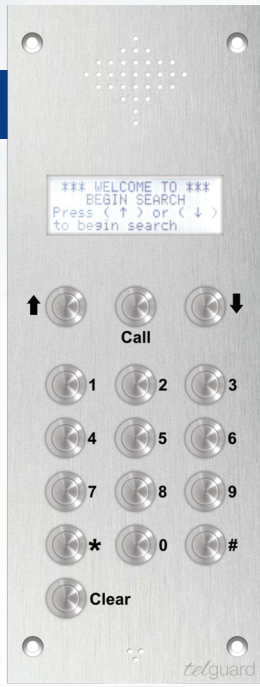 *** WELCOME TO ***
BEGIN SEARCH
Press ( ↑ ) or ( ↓ )
to begin search
Call
1 2 3
4 5 6
7 8 9
* 0 #
Clear
telguard